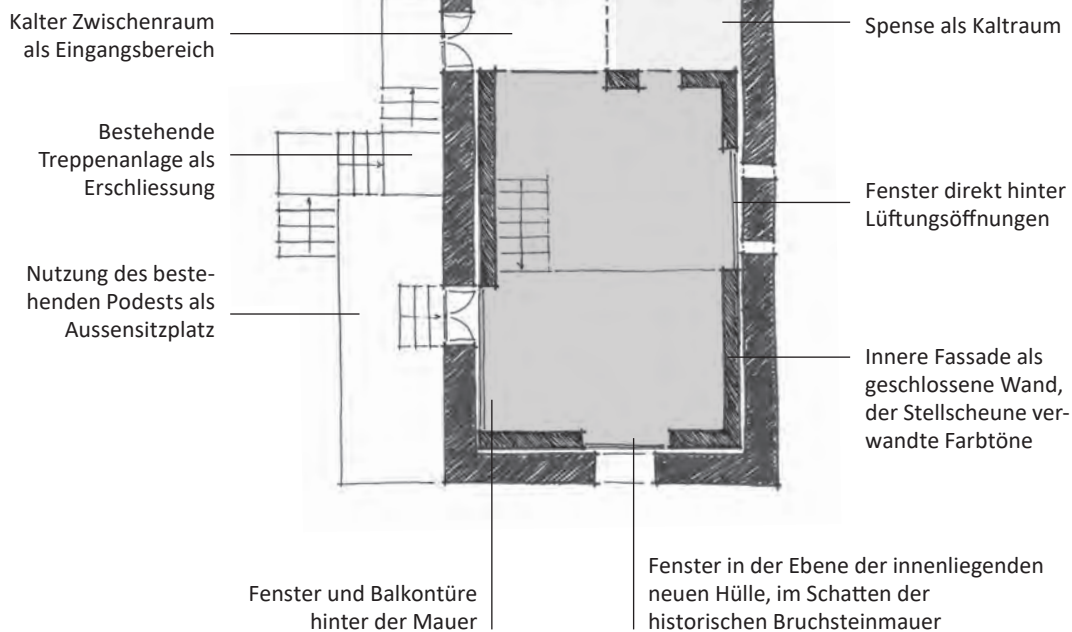 Kalter Zwischenraum
als Eingangsbereich
Spense als Kaltraum
Bestehende
Treppenanlage als
Erschliessung
Fenster direkt hinter
Lüftungsöffnungen
Nutzung des beste-
henden Podests als
Aussensitzplatz
Innere Fassade als
geschlossene Wand,
der Stellscheune ver-
wandte Farbtöne
Fenster und Balkontüre
hinter der Mauer
Fenster in der Ebene der innenliegenden
neuen Hülle, im Schatten der
historischen Bruchsteinmauer